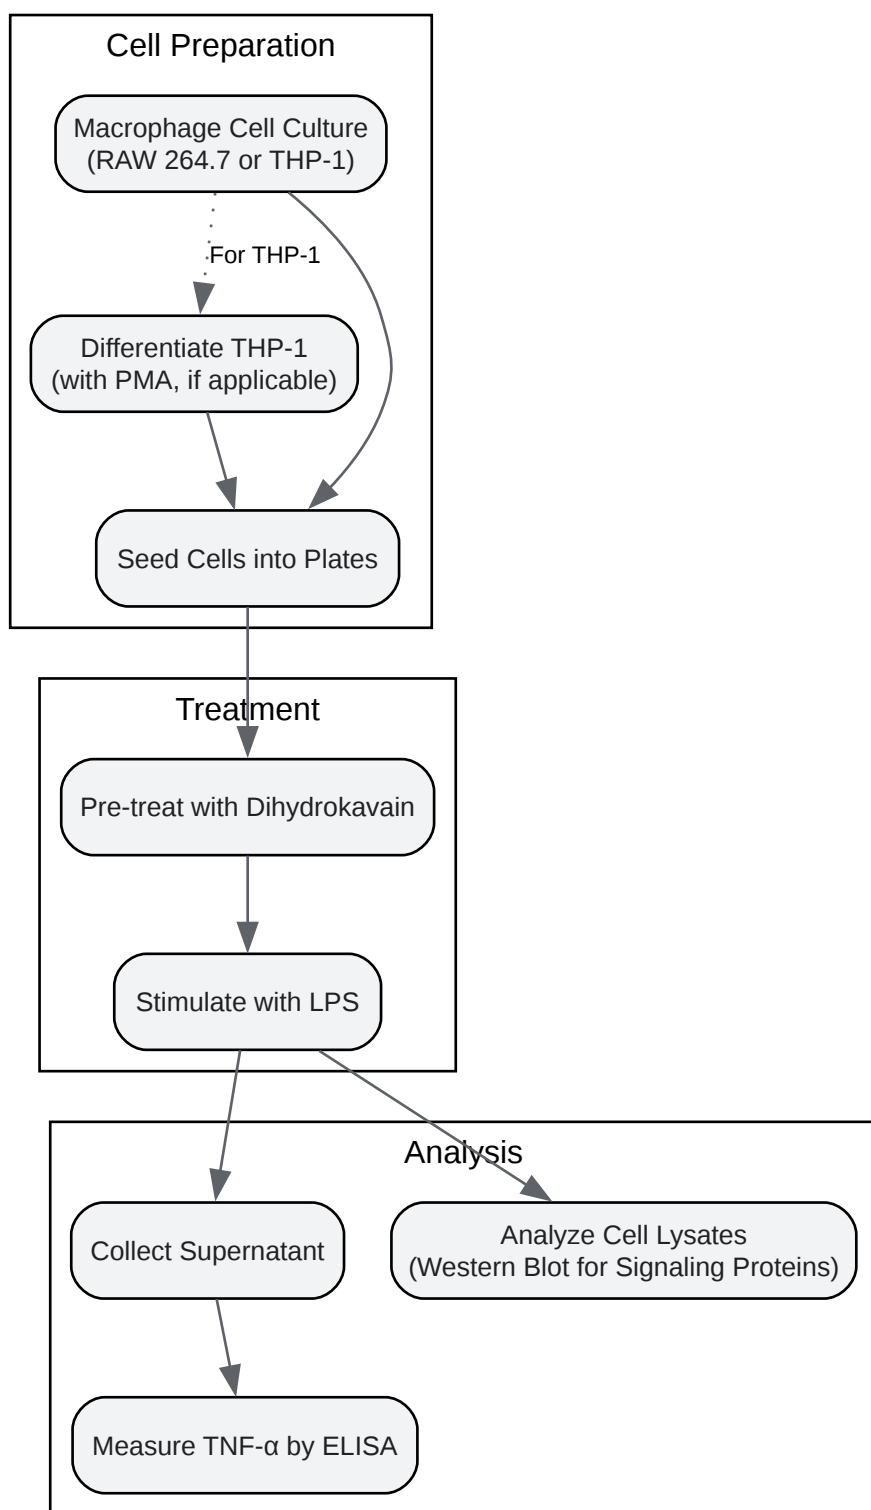 Cell Preparation
Macrophage Cell Culture
(RAW 264.7 or THP-1)
For THP-1
Differentiate THP-1
(with PMA, if applicable)
Seed Cells into Plates
Treatment
Pre-treat with Dihydrokavain
Stimulate with LPS
Analysis
Collect Supernatant
Analyze Cell Lysates
(Western Blot for Signaling Proteins)
Measure TNF-α by ELISA